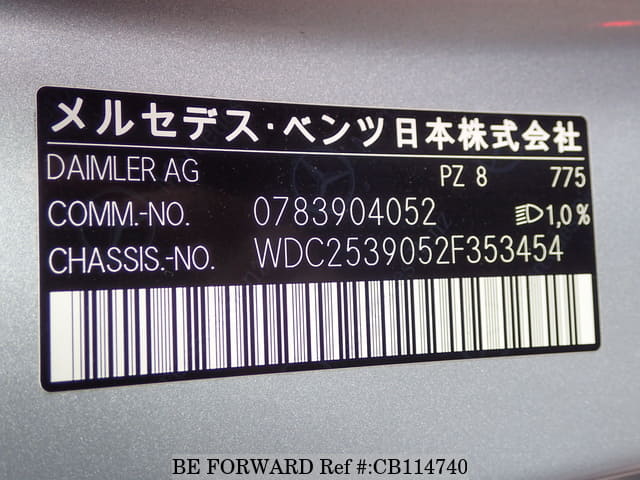 メルセデス・ベンツ日本株式会社
DAIMLER AG PZ 8 775
COMM.-NO. 0783904052 1,0%
CHASSIS.-NO. WDC2539052F353454
BE FORWARD Ref #:CB114740